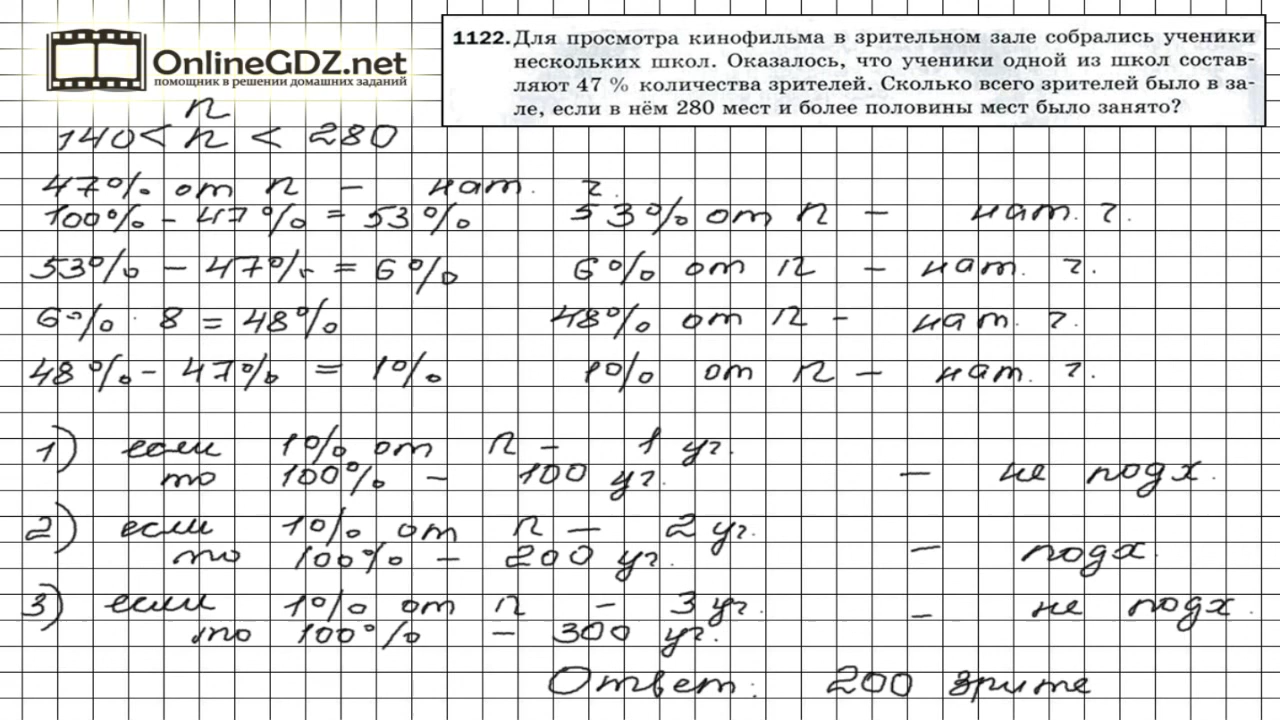 OnlineGDZ.net
помощник в решении домашних заданий
1122. Для просмотра кинофильма в зрительном зале собрались ученики
нескольких школ. Оказалось, что ученики одной из школ состав-
ляют 47 % количества зрителей. Сколько всего зрителей было в за-
ле, если в нём 280 мест и более половины мест было занято?
n
140 < n < 280
47% от n - нат. ч.
100% - 47% = 53% 53% от n - нат. ч.
53% - 47% = 6% 6% от n - нат. ч.
6% · 8 = 48% 48% от n - нат. ч.
48% - 47% = 1% 1% от n - нат. ч.
1) если 1% от n - 1 уч.
то 100% - 100 уч. - не подх.
2) если 1% от n - 2 уч.
то 100% - 200 уч. - подх.
3) если 1% от n - 3 уч.
то 100% - 300 уч. - не подх.
Ответ: 200 зрите